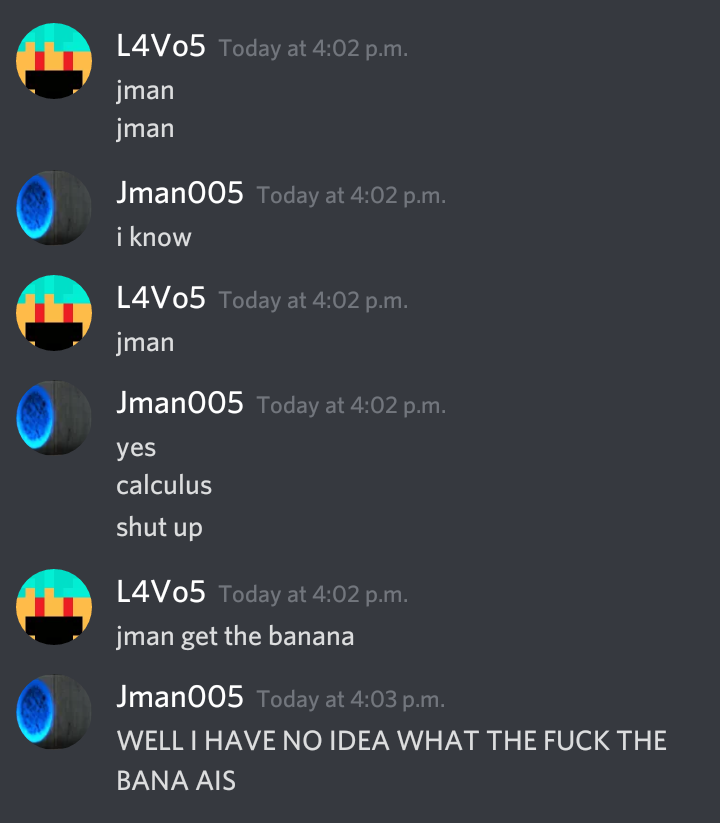 L4Vo5 Today at 4:02 p.m.
jman
jman
Jman005 Today at 4:02 p.m.
i know
L4Vo5 Today at 4:02 p.m.
jman
Jman005 Today at 4:02 p.m.
yes
calculus
shut up
L4Vo5 Today at 4:02 p.m.
jman get the banana
Jman005 Today at 4:03 p.m.
WELL I HAVE NO IDEA WHAT THE FUCK THE
BANA AIS